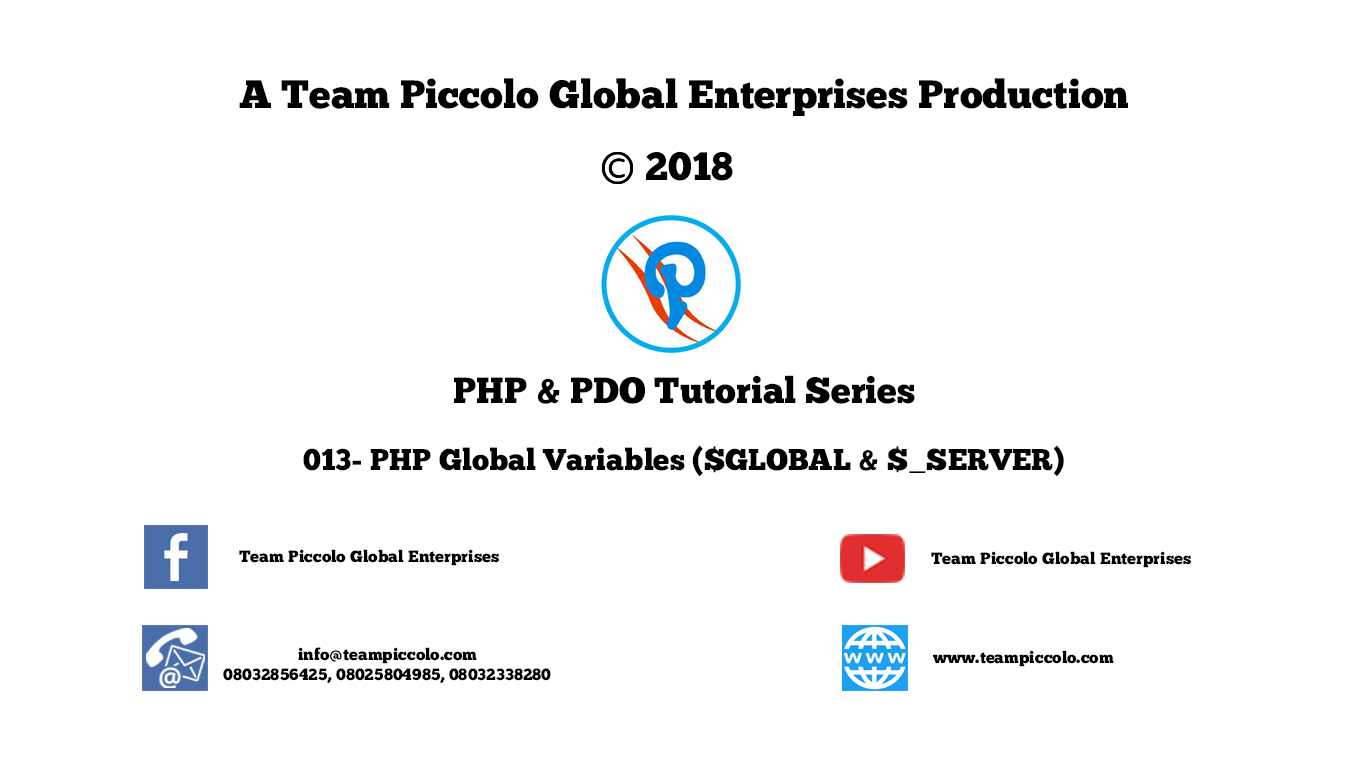 A Team Piccolo Global Enterprises Production
© 2018
P
PHP & PDO Tutorial Series
013- PHP Global Variables ($GLOBAL & $_SERVER)
f
Team Piccolo Global Enterprises
Team Piccolo Global Enterprises
@
info@teampiccolo.com
08032856425, 08025804985, 08032338280
WWW
www.teampiccolo.com